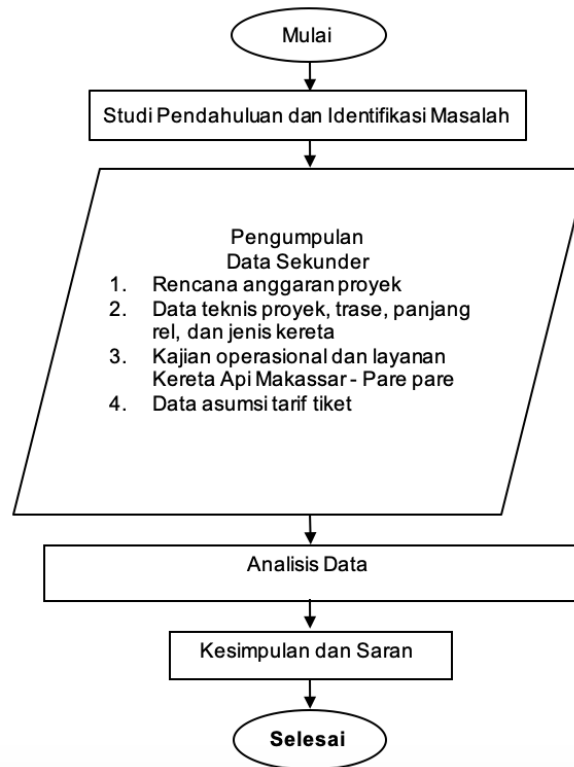 Mulai
Studi Pendahuluan dan Identifikasi Masalah
Pengumpulan
Data Sekunder
1. Rencana anggaran proyek
2. Data teknis proyek, trase, panjang
rel, dan jenis kereta
3. Kajian operasional dan layanan
Kereta Api Makassar - Pare pare
4. Data asumsi tarif tiket
Analisis Data
Kesimpulan dan Saran
Selesai